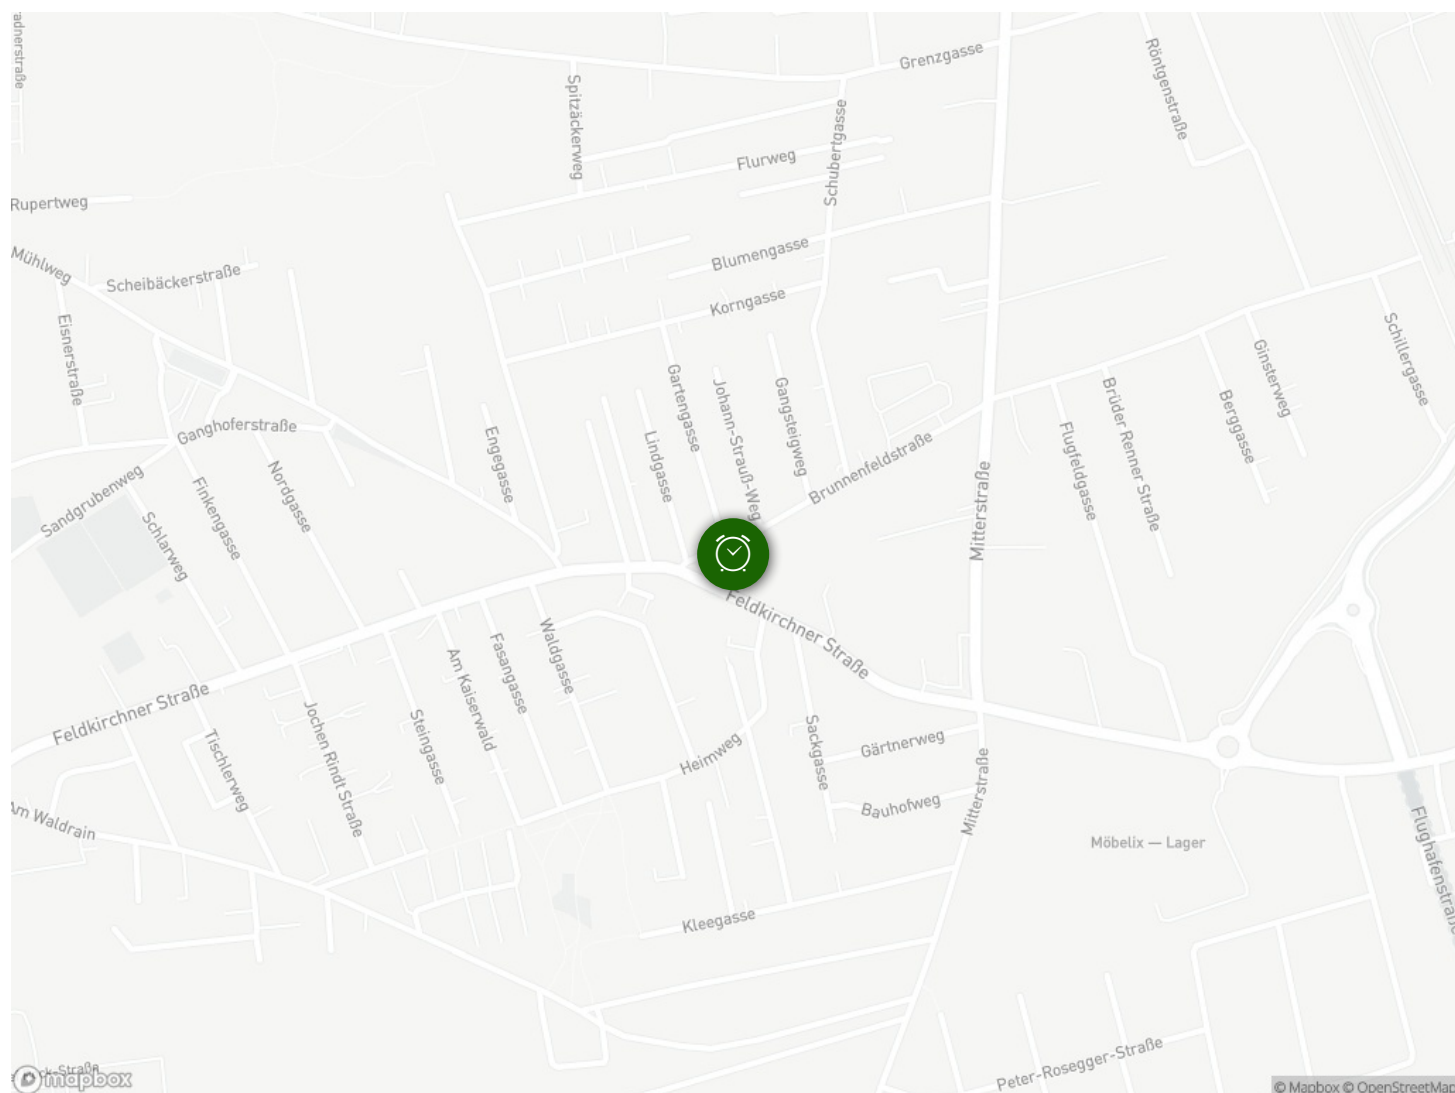 Grenzgasse
Röntgenstraße
Spitzäckerweg
Schubertgasse
Flurweg
Rupertweg
Blumengasse
Mühlweg
Scheibäckerstraße
Korngasse
Eisnerstraße
Ginsterweg
Schillergasse
Gartengasse
Johann-Strauß-Weg
Gangsteigweg
Brüder Renner Straße
Berggasse
Ganghoferstraße
Engegasse
Lindgasse
Brunnenfeldstraße
Flugfeldgasse
Nordgasse
Sandgrubenweg
Finkengasse
Mitterstraße
Schlarweg
Feldkirchner Straße
Waldgasse
Fasangasse
Am Kaiserwald
Feldkirchner Straße
Jochen Rindt Straße
Steingasse
Sackgasse
Tischlerweg
Heimweg
Gärtnerweg
Mitterstraße
Bauhofweg
Am Waldrain
Möbelix — Lager
Flughafenstraße
Kleegasse
Peter-Rosegger-Straße
mapbox
© Mapbox © OpenStreetMap